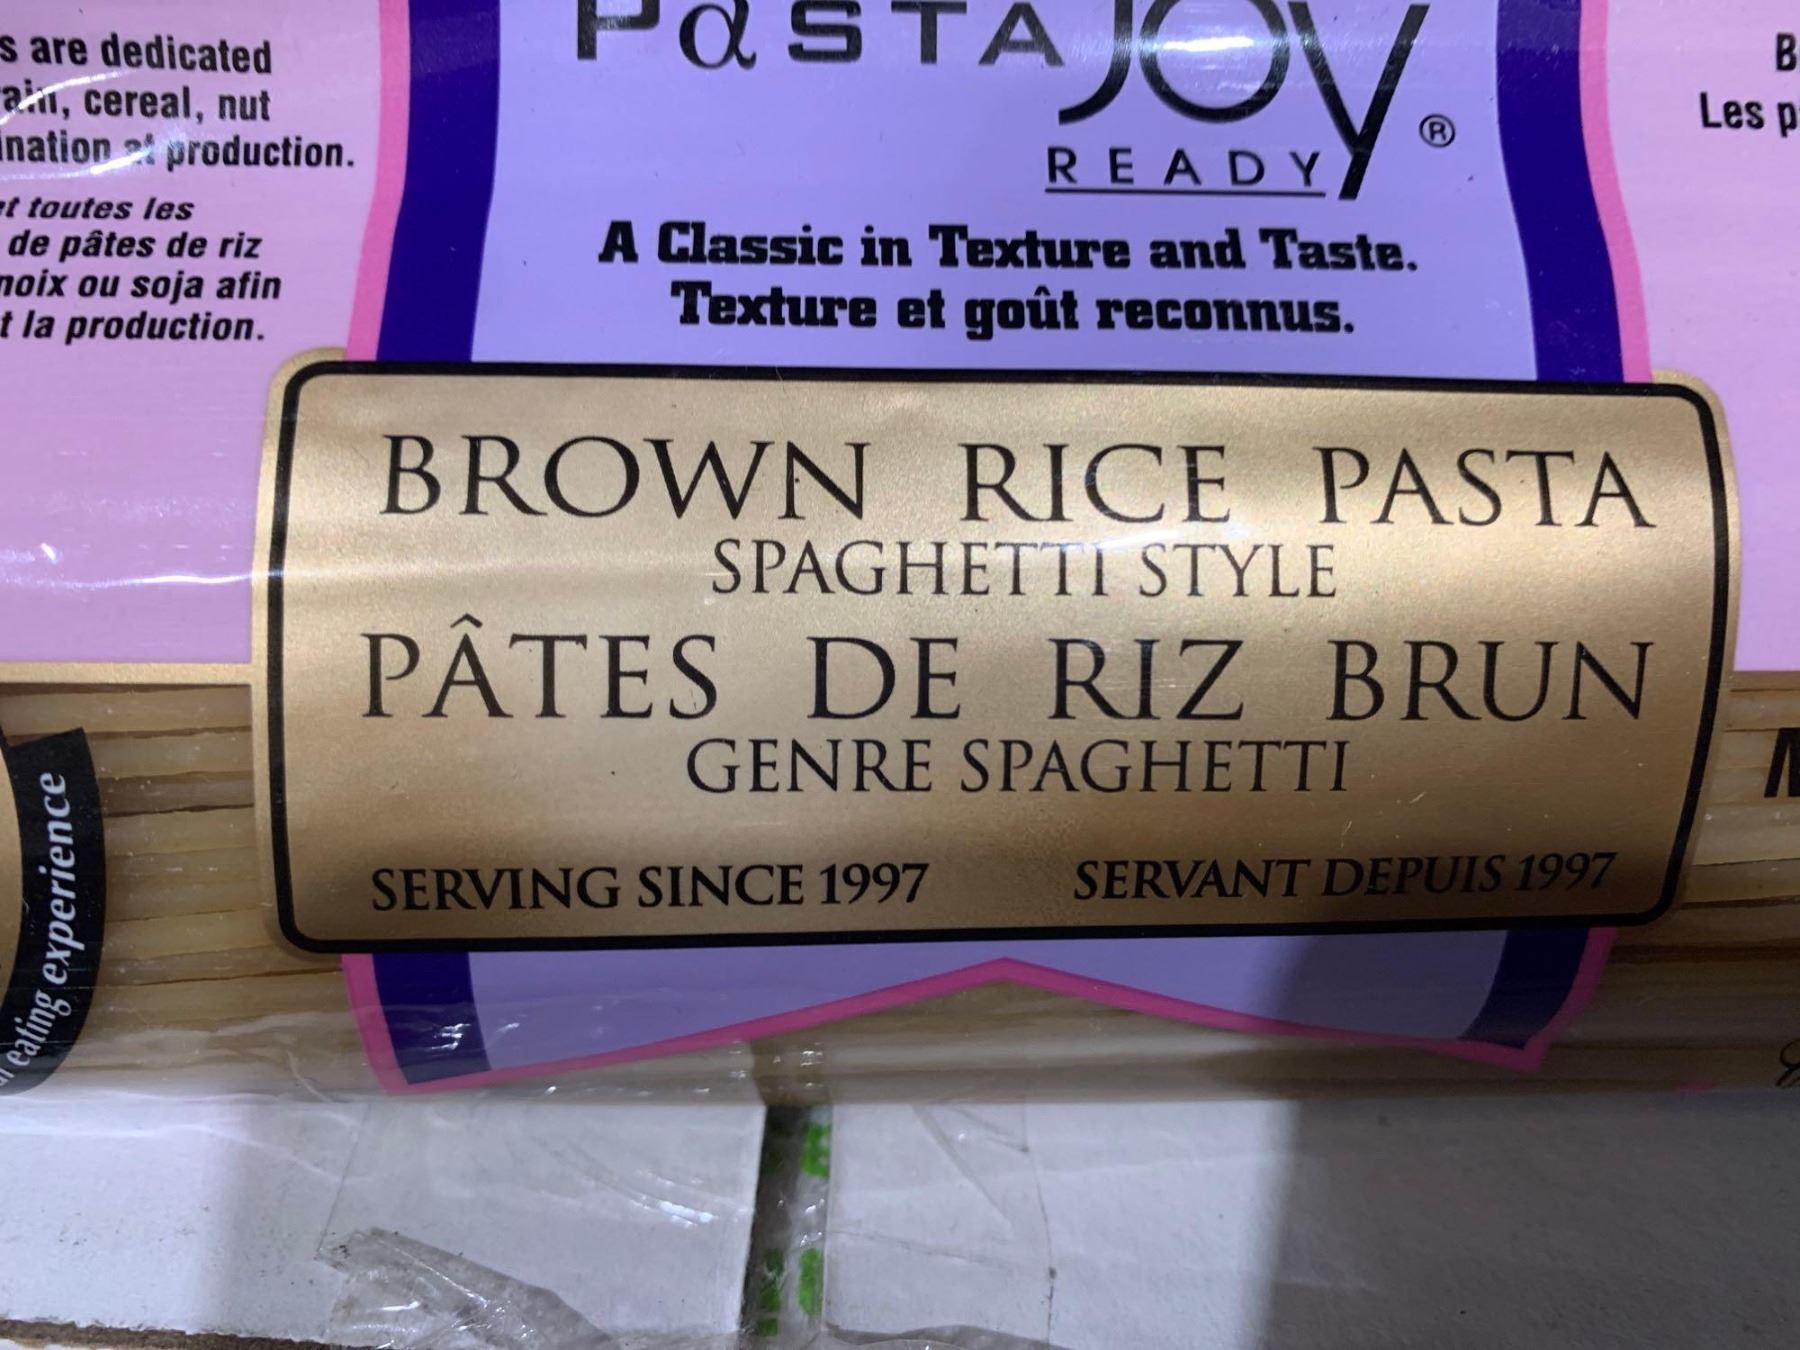 s are dedicated
cereal, nut
production.
toutes les
de pâtes de riz
noix ou soja afin
t la production.
PASTA JOY ®
READY
A Classic in Texture and Taste.
Texture et goût reconnus.
Les
BROWN RICE PASTA
SPAGHETTI STYLE
PÂTES DE RIZ BRUN
GENRE SPAGHETTI
SERVING SINCE 1997
SERVANT DEPUIS 1997
eating experience